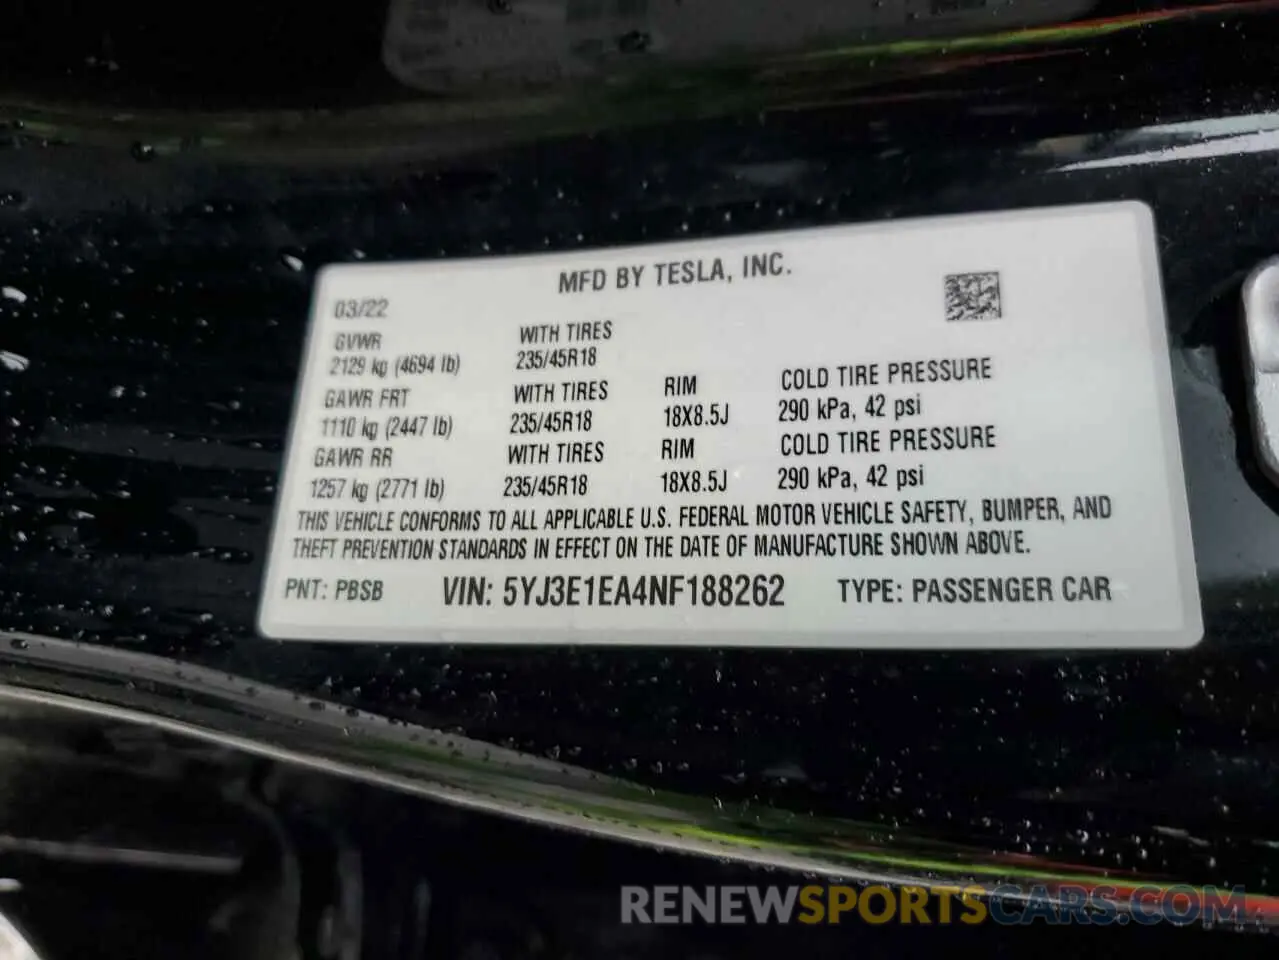 MFD BY TESLA, INC.
03/22
GVWR WITH TIRES
2129 kg (4694 lb) 235/45R18
GAWR FRT WITH TIRES RIM COLD TIRE PRESSURE
1110 kg (2447 lb) 235/45R18 18X8.5J 290 kPa, 42 psi
GAWR RR WITH TIRES RIM COLD TIRE PRESSURE
1257 kg (2771 lb) 235/45R18 18X8.5J 290 kPa, 42 psi
THIS VEHICLE CONFORMS TO ALL APPLICABLE U.S. FEDERAL MOTOR VEHICLE SAFETY, BUMPER, AND
THEFT PREVENTION STANDARDS IN EFFECT ON THE DATE OF MANUFACTURE SHOWN ABOVE.
PNT: PBSB VIN: 5YJ3E1EA4NF188262 TYPE: PASSENGER CAR
RENEWSPORTSCARS.COM